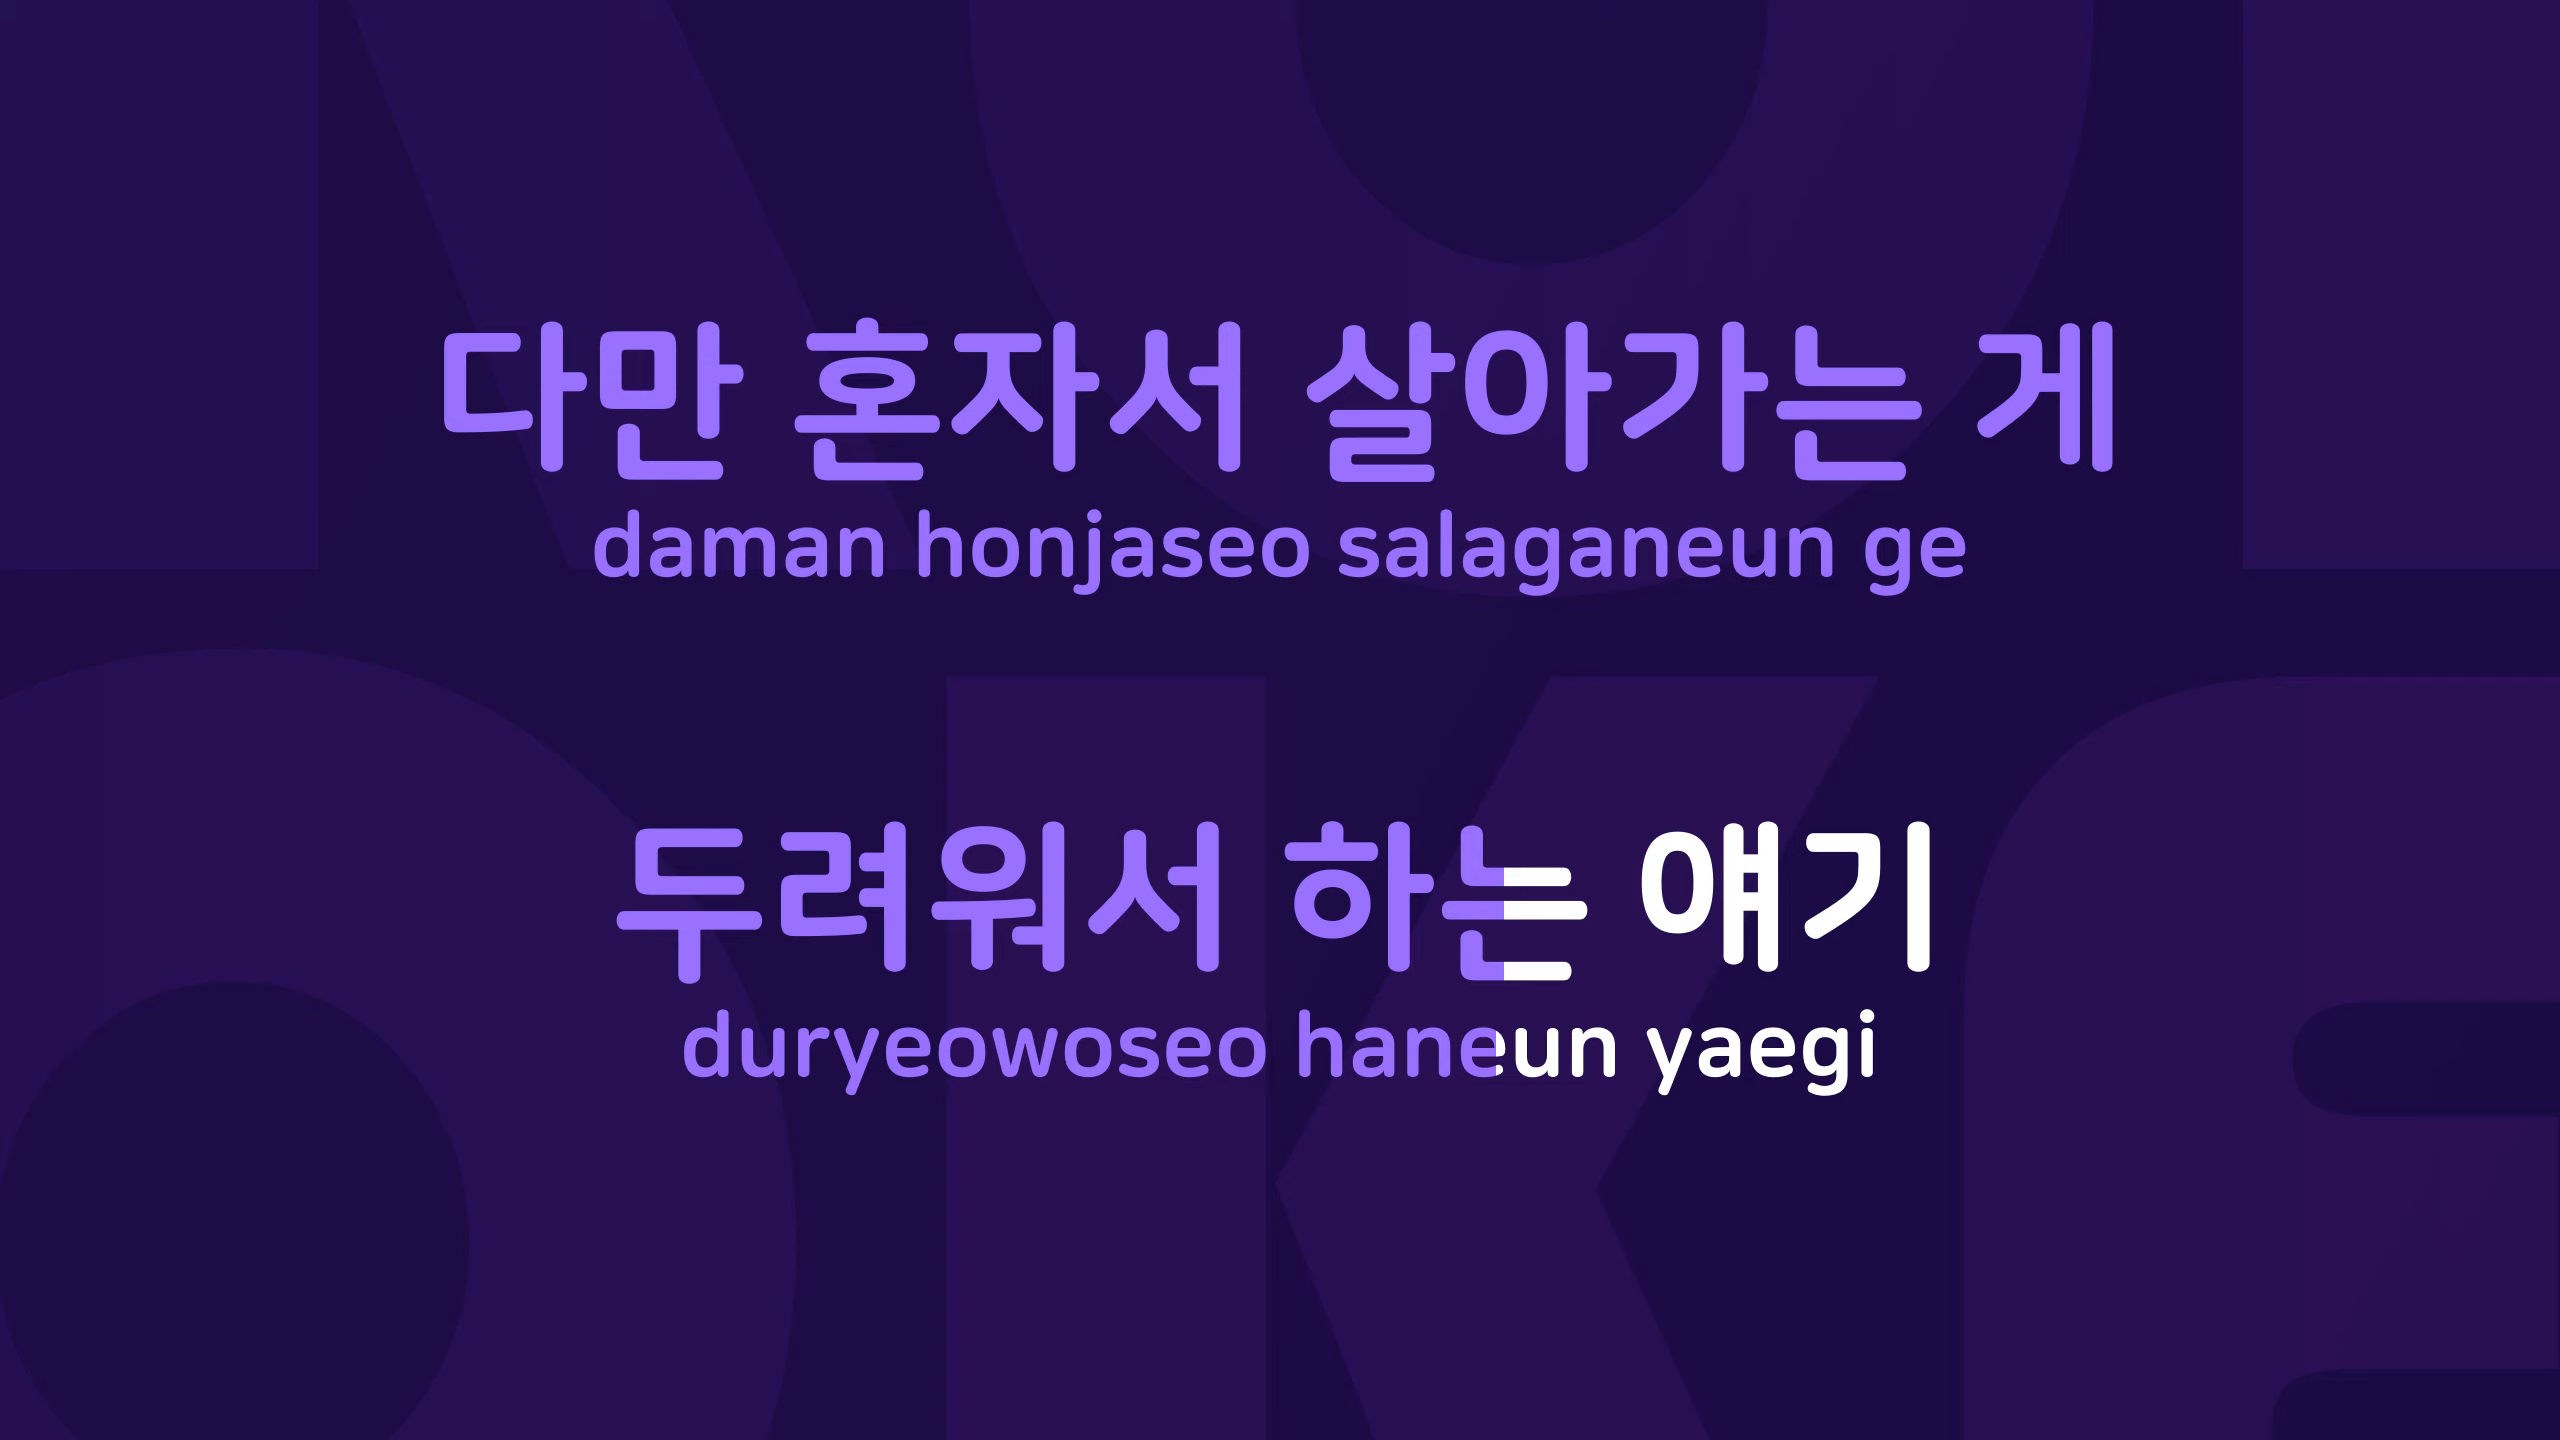 다만 혼자서 살아가는 게
daman honjaseo salaganeun ge
두려워서 하는 얘기
duryeowoseo haneun yaegi